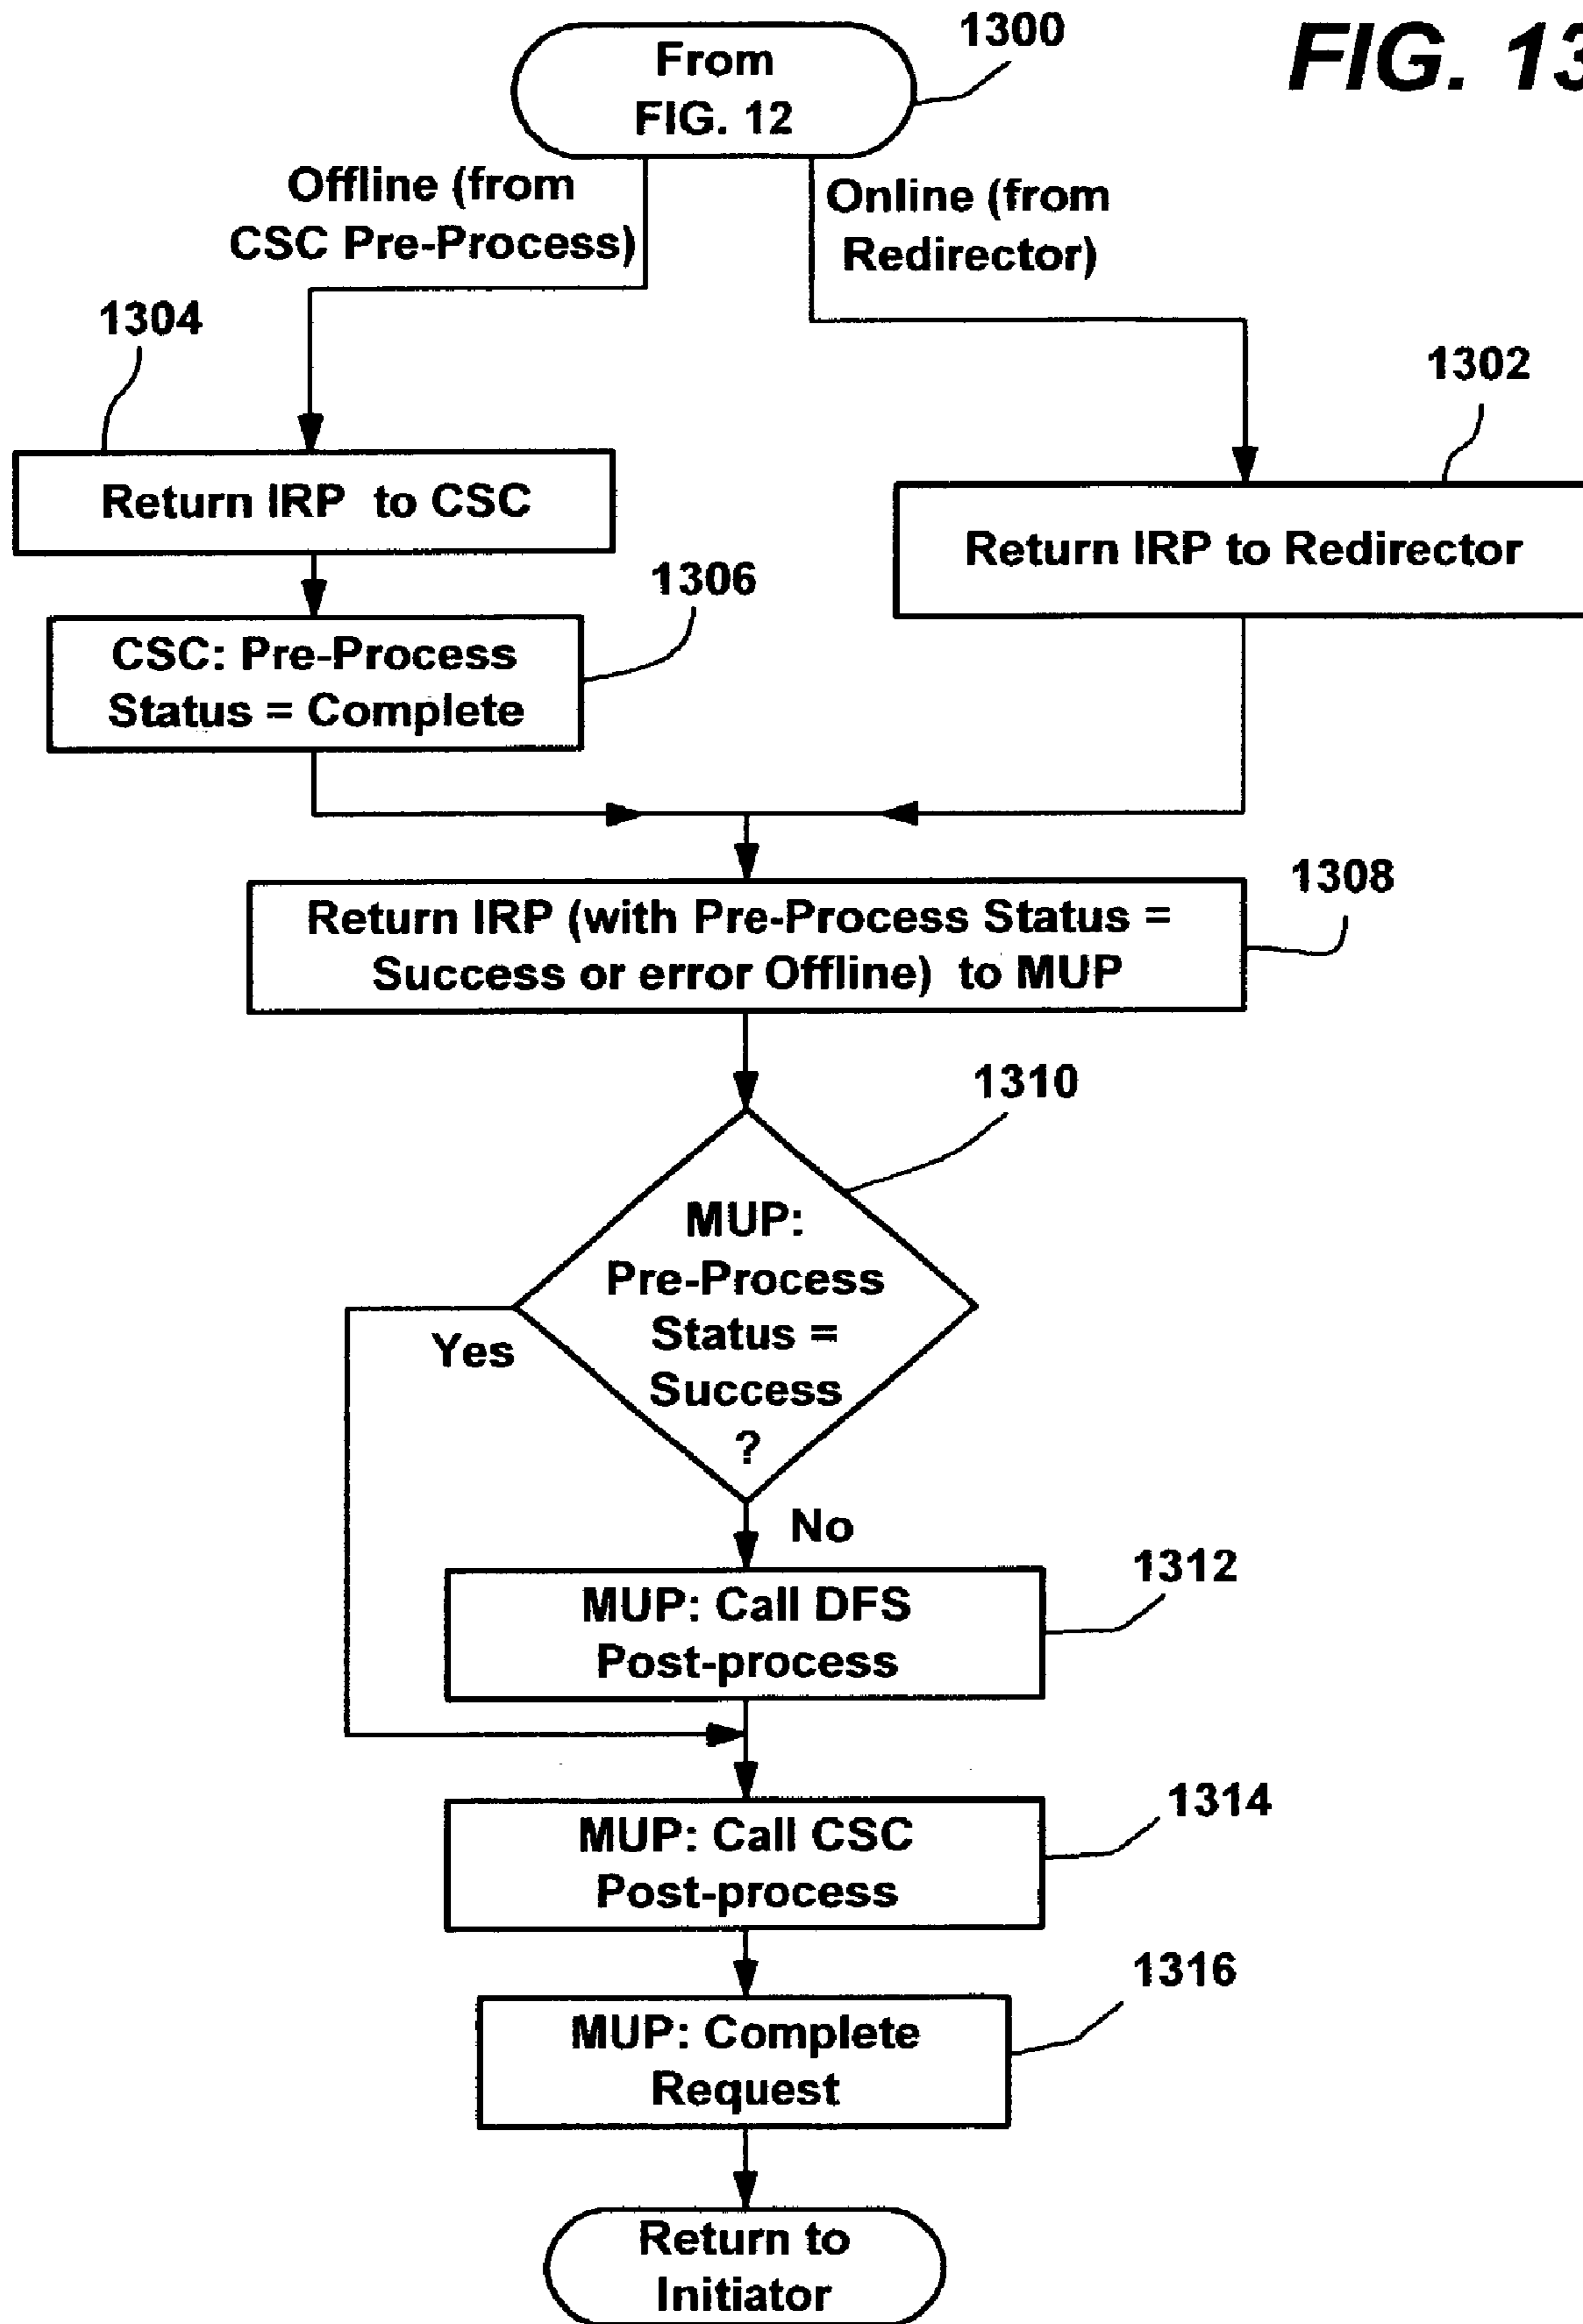 FIG. 13
1300
From
FIG. 12
Offline (from
CSC Pre-Process)
Online (from
Redirector)
1304
1302
Return IRP to CSC
Return IRP to Redirector
1306
CSC: Pre-Process
Status = Complete
1308
Return IRP (with Pre-Process Status =
Success or error Offline) to MUP
1310
MUP:
Pre-Process
Status =
Success
?
Yes
No
1312
MUP: Call DFS
Post-process
1314
MUP: Call CSC
Post-process
1316
MUP: Complete
Request
Return to
Initiator